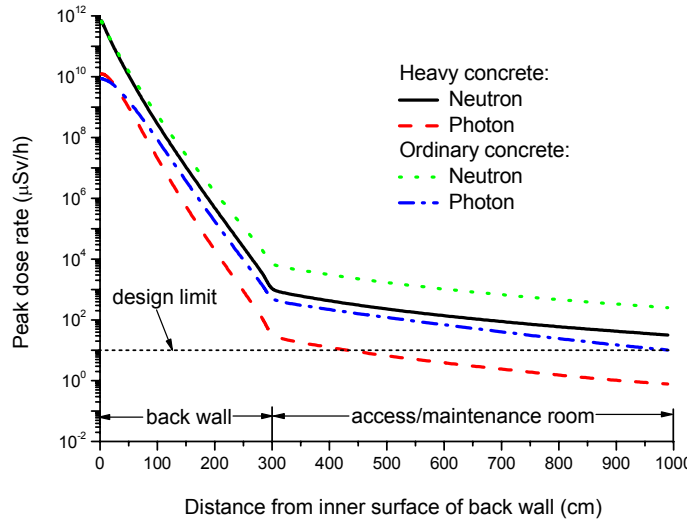 10^12
10^10
10^8
10^6
10^4
10^2
10^0
10^-2
Peak dose rate (μSv/h)
Heavy concrete:
Neutron
Photon
Ordinary concrete:
Neutron
Photon
design limit
back wall
access/maintenance room
0 100 200 300 400 500 600 700 800 900 1000
Distance from inner surface of back wall (cm)